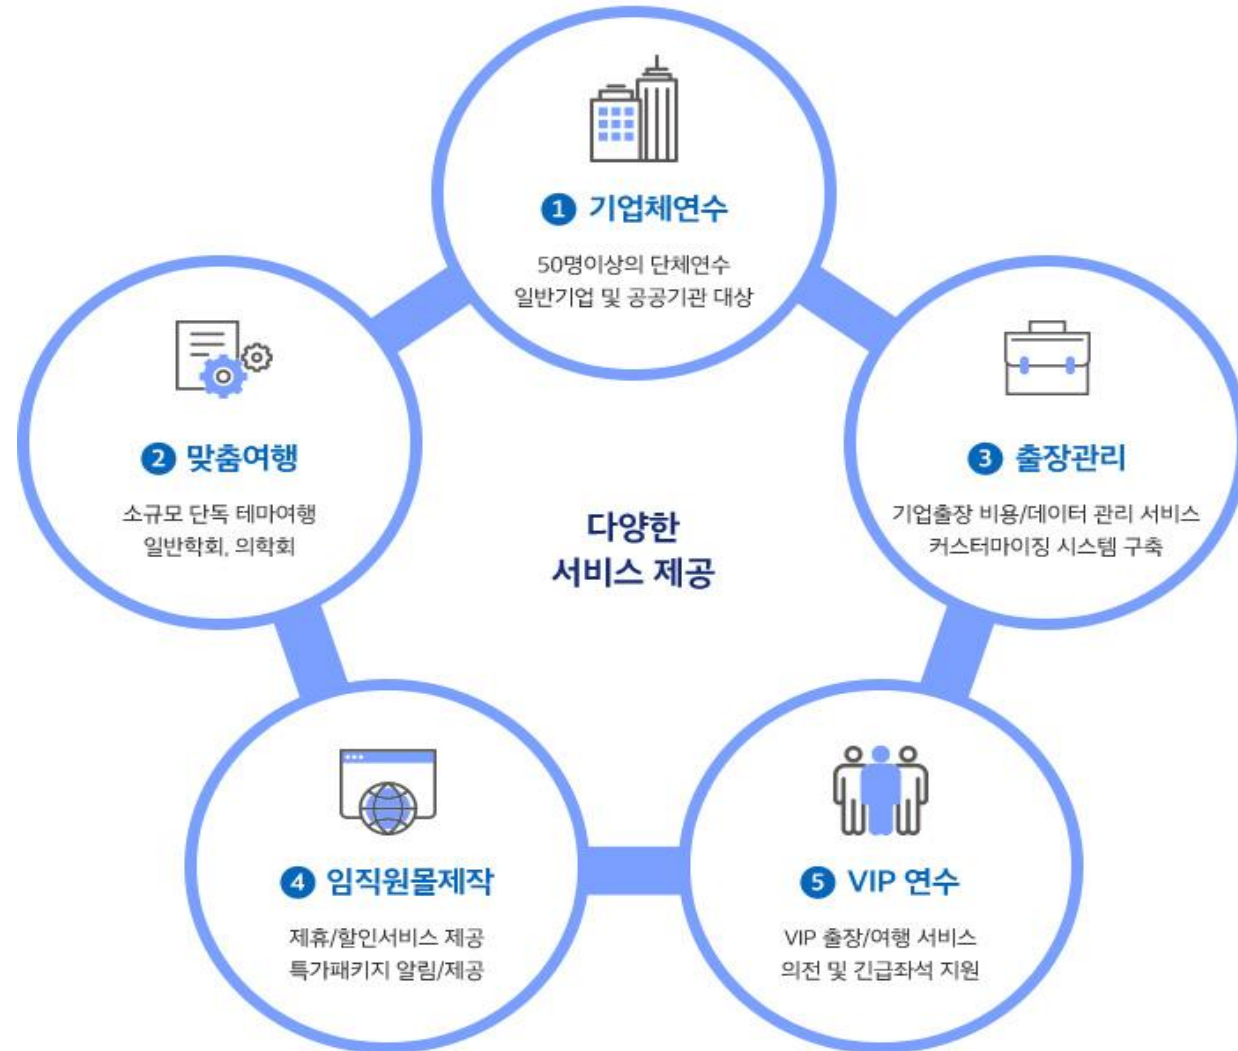 1 기업체연수
50명이상의 단체연수
일반기업 및 공공기관 대상
2 맞춤여행
소규모 단독 테마여행
일반학회, 의학회
3 출장관리
기업출장 비용/데이터 관리 서비스
커스터마이징 시스템 구축
다양한
서비스 제공
4 임직원몰제작
제휴/할인서비스 제공
특가패키지 알림/제공
5 VIP 연수
VIP 출장/여행 서비스
의전 및 긴급좌석 지원